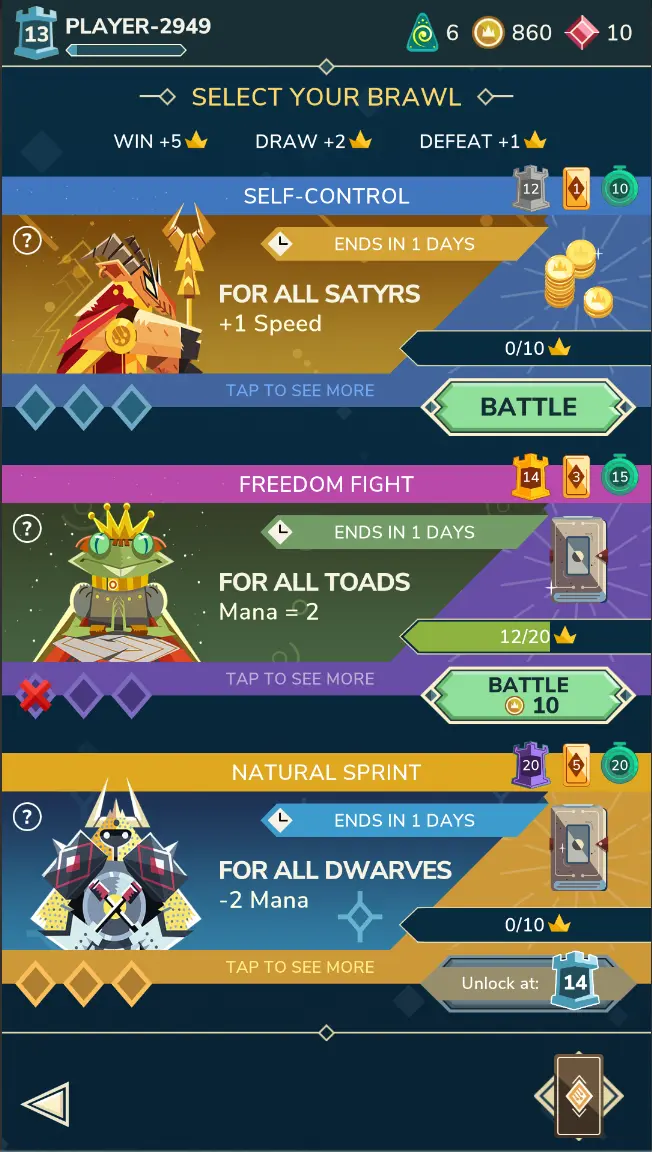 13
PLAYER-2949
6
860
10
SELECT YOUR BRAWL
WIN +5
DRAW +2
DEFEAT +1
SELF-CONTROL
12
1
10
?
ENDS IN 1 DAYS
FOR ALL SATYRS
+1 Speed
0/10
TAP TO SEE MORE
BATTLE
FREEDOM FIGHT
14
3
15
?
ENDS IN 1 DAYS
FOR ALL TOADS
Mana = 2
12/20
TAP TO SEE MORE
BATTLE
10
NATURAL SPRINT
20
5
20
?
ENDS IN 1 DAYS
FOR ALL DWARVES
-2 Mana
0/10
TAP TO SEE MORE
Unlock at:
14